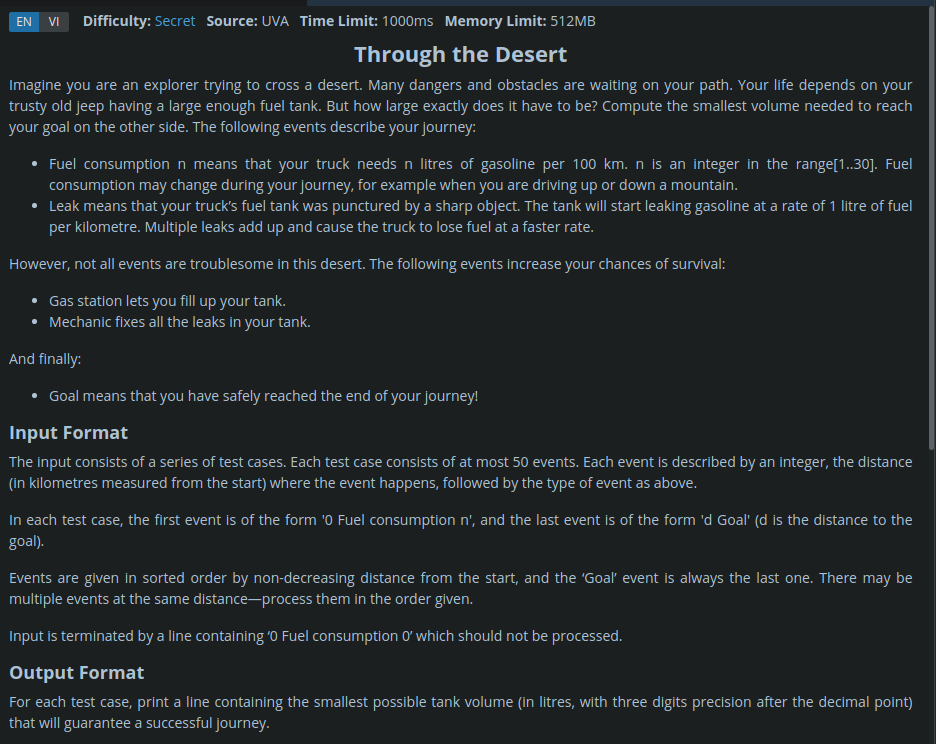 EN VI Difficulty: Secret Source: UVA Time Limit: 1000ms Memory Limit: 512MB
Through the Desert
Imagine you are an explorer trying to cross a desert. Many dangers and obstacles are waiting on your path. Your life depends on your
trusty old jeep having a large enough fuel tank. But how large exactly does it have to be? Compute the smallest volume needed to reach
your goal on the other side. The following events describe your journey:
• Fuel consumption n means that your truck needs n litres of gasoline per 100 km. n is an integer in the range[1..30]. Fuel
consumption may change during your journey, for example when you are driving up or down a mountain.
• Leak means that your truck’s fuel tank was punctured by a sharp object. The tank will start leaking gasoline at a rate of 1 litre of fuel
per kilometre. Multiple leaks add up and cause the truck to lose fuel at a faster rate.
However, not all events are troublesome in this desert. The following events increase your chances of survival:
• Gas station lets you fill up your tank.
• Mechanic fixes all the leaks in your tank.
And finally:
• Goal means that you have safely reached the end of your journey!
Input Format
The input consists of a series of test cases. Each test case consists of at most 50 events. Each event is described by an integer, the distance
(in kilometres measured from the start) where the event happens, followed by the type of event as above.
In each test case, the first event is of the form '0 Fuel consumption n', and the last event is of the form 'd Goal' (d is the distance to the
goal).
Events are given in sorted order by non-decreasing distance from the start, and the ‘Goal’ event is always the last one. There may be
multiple events at the same distance—process them in the order given.
Input is terminated by a line containing ‘0 Fuel consumption 0’ which should not be processed.
Output Format
For each test case, print a line containing the smallest possible tank volume (in litres, with three digits precision after the decimal point)
that will guarantee a successful journey.